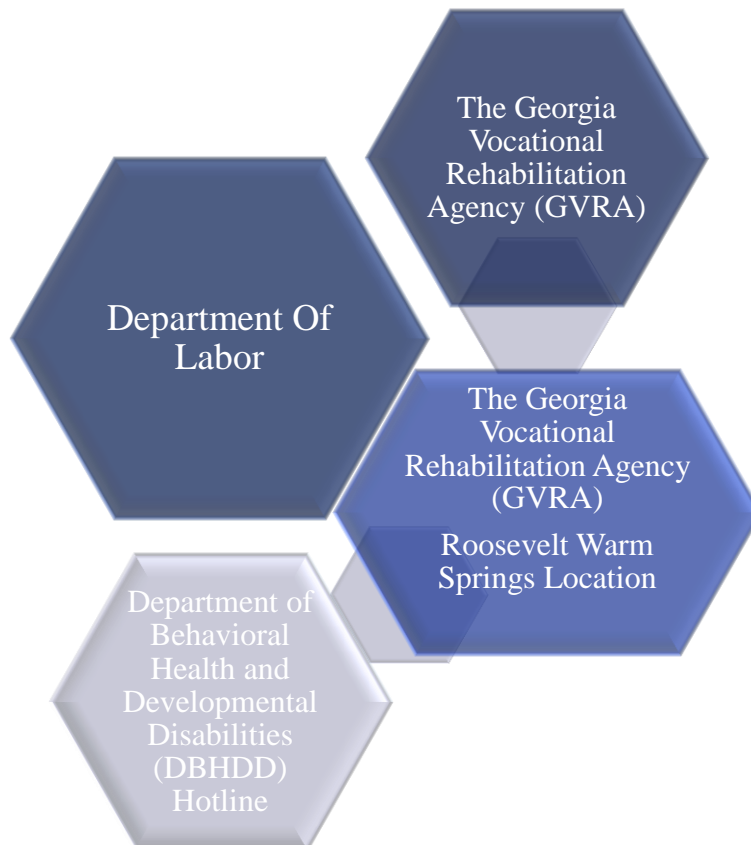 The Georgia
Vocational
Rehabilitation
Agency (GVRA)
Department Of
Labor
The Georgia
Vocational
Rehabilitation Agency
(GVRA)
Roosevelt Warm
Springs Location
Department of
Behavioral
Health and
Developmental
Disabilities
(DBHDD)
Hotline